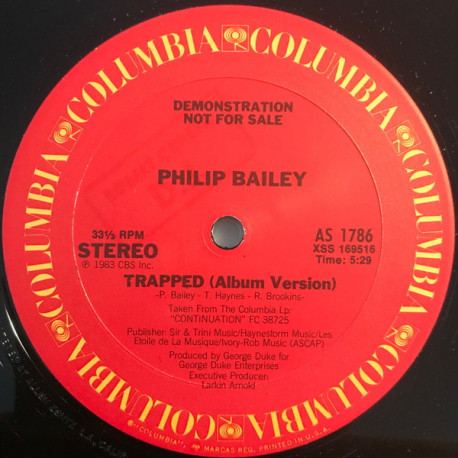 COLUMBIA COLUMBIA COLUMBIA COLUMBIA COLUMBIA COLUMBIA
DEMONSTRATION
NOT FOR SALE
PHILIP BAILEY
33⅓ RPM
STEREO
℗ 1983 CBS Inc.
AS 1786
XSS 169516
Time: 5:29
TRAPPED (Album Version)
-P. Bailey - T. Haynes - R. Brookins-
Taken From The Columbia Lp:
"CONTINUATION" FC 38725
Publisher: Sir & Trini Music/Haynestorm Music/Les
Etoile de La Musique/Ivory-Rob Music (ASCAP)
Produced by George Duke for
George Duke Enterprises
Executive Producer:
Larkin Arnold
"COLUMBIA", MARCAS REG. PRINTED IN U.S.A.